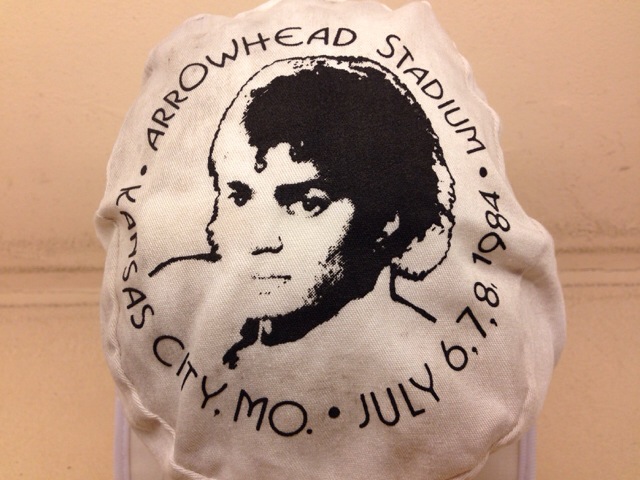 ARROWHEAD STADIUM • JULY 6, 7, 8, 1984 • KANSAS CITY, MO. •